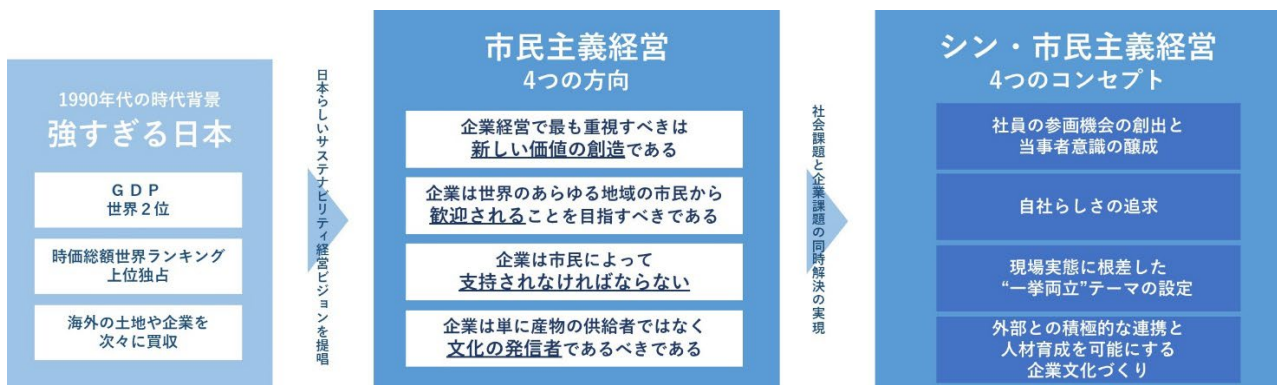 1990年代の時代背景
強すぎる日本
GDP
世界2位
時価総額世界ランキング
上位独占
海外の土地や企業を
次々に買収
日本らしいサステナビリティ経営ビジョンを提唱
市民主義経営
4つの方向
企業経営で最も重視すべきは
新しい価値の創造である
企業は世界のあらゆる地域の市民から
歓迎されることを目指すべきである
企業は市民によって
支持されなければならない
企業は単に産物の供給者ではなく
文化の発信者であるべきである
社会課題と企業課題の同時解決の実現
シン・市民主義経営
4つのコンセプト
社員の参画機会の創出と
当事者意識の醸成
自社らしさの追求
現場実態に根差した
“一挙両立”テーマの設定
外部との積極的な連携と
人材育成を可能にする
企業文化づくり